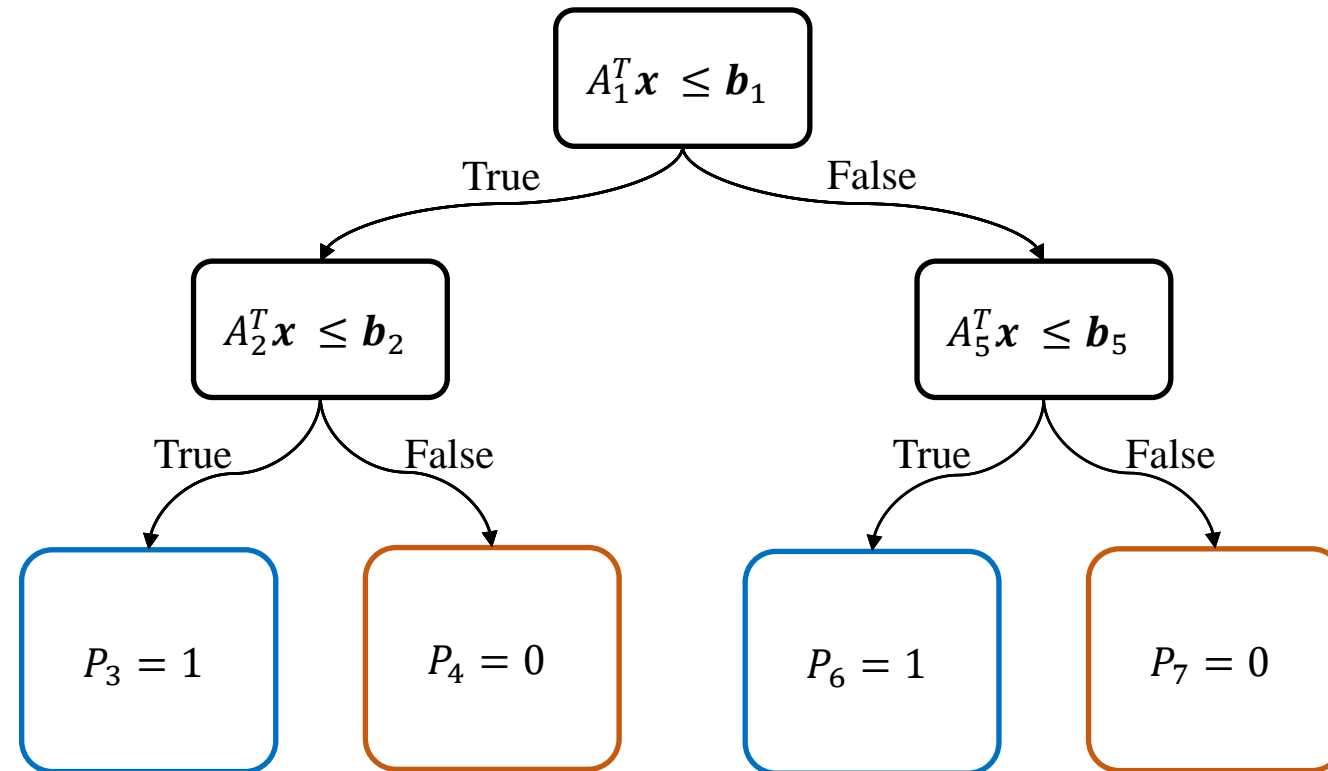 A_1^T x ≤ b_1
True
False
A_2^T x ≤ b_2
A_5^T x ≤ b_5
True
False
True
False
P_3 = 1
P_4 = 0
P_6 = 1
P_7 = 0